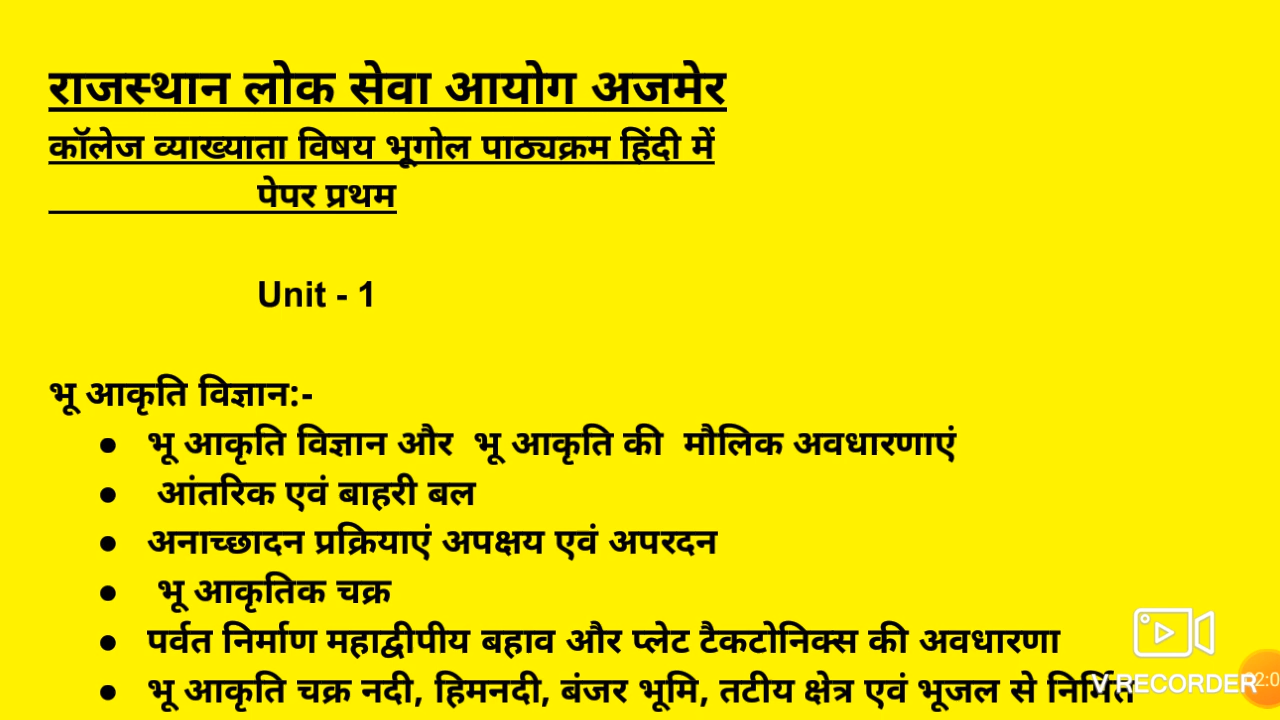 राजस्थान लोक सेवा आयोग अजमेर
कॉलेज व्याख्याता विषय भूगोल पाठ्यक्रम हिंदी में
पेपर प्रथम
Unit - 1
भू आकृति विज्ञान:-
● भू आकृति विज्ञान और भू आकृति की मौलिक अवधारणाएं
● आंतरिक एवं बाहरी बल
● अनाच्छादन प्रक्रियाएं अपक्षय एवं अपरदन
● भू आकृतिक चक्र
● पर्वत निर्माण महाद्वीपीय बहाव और प्लेट टैकटोनिक्स की अवधारणा
● भू आकृति चक्र नदी, हिमनदी, बंजर भूमि, तटीय क्षेत्र एवं भूजल से निर्मित
V RECORDER